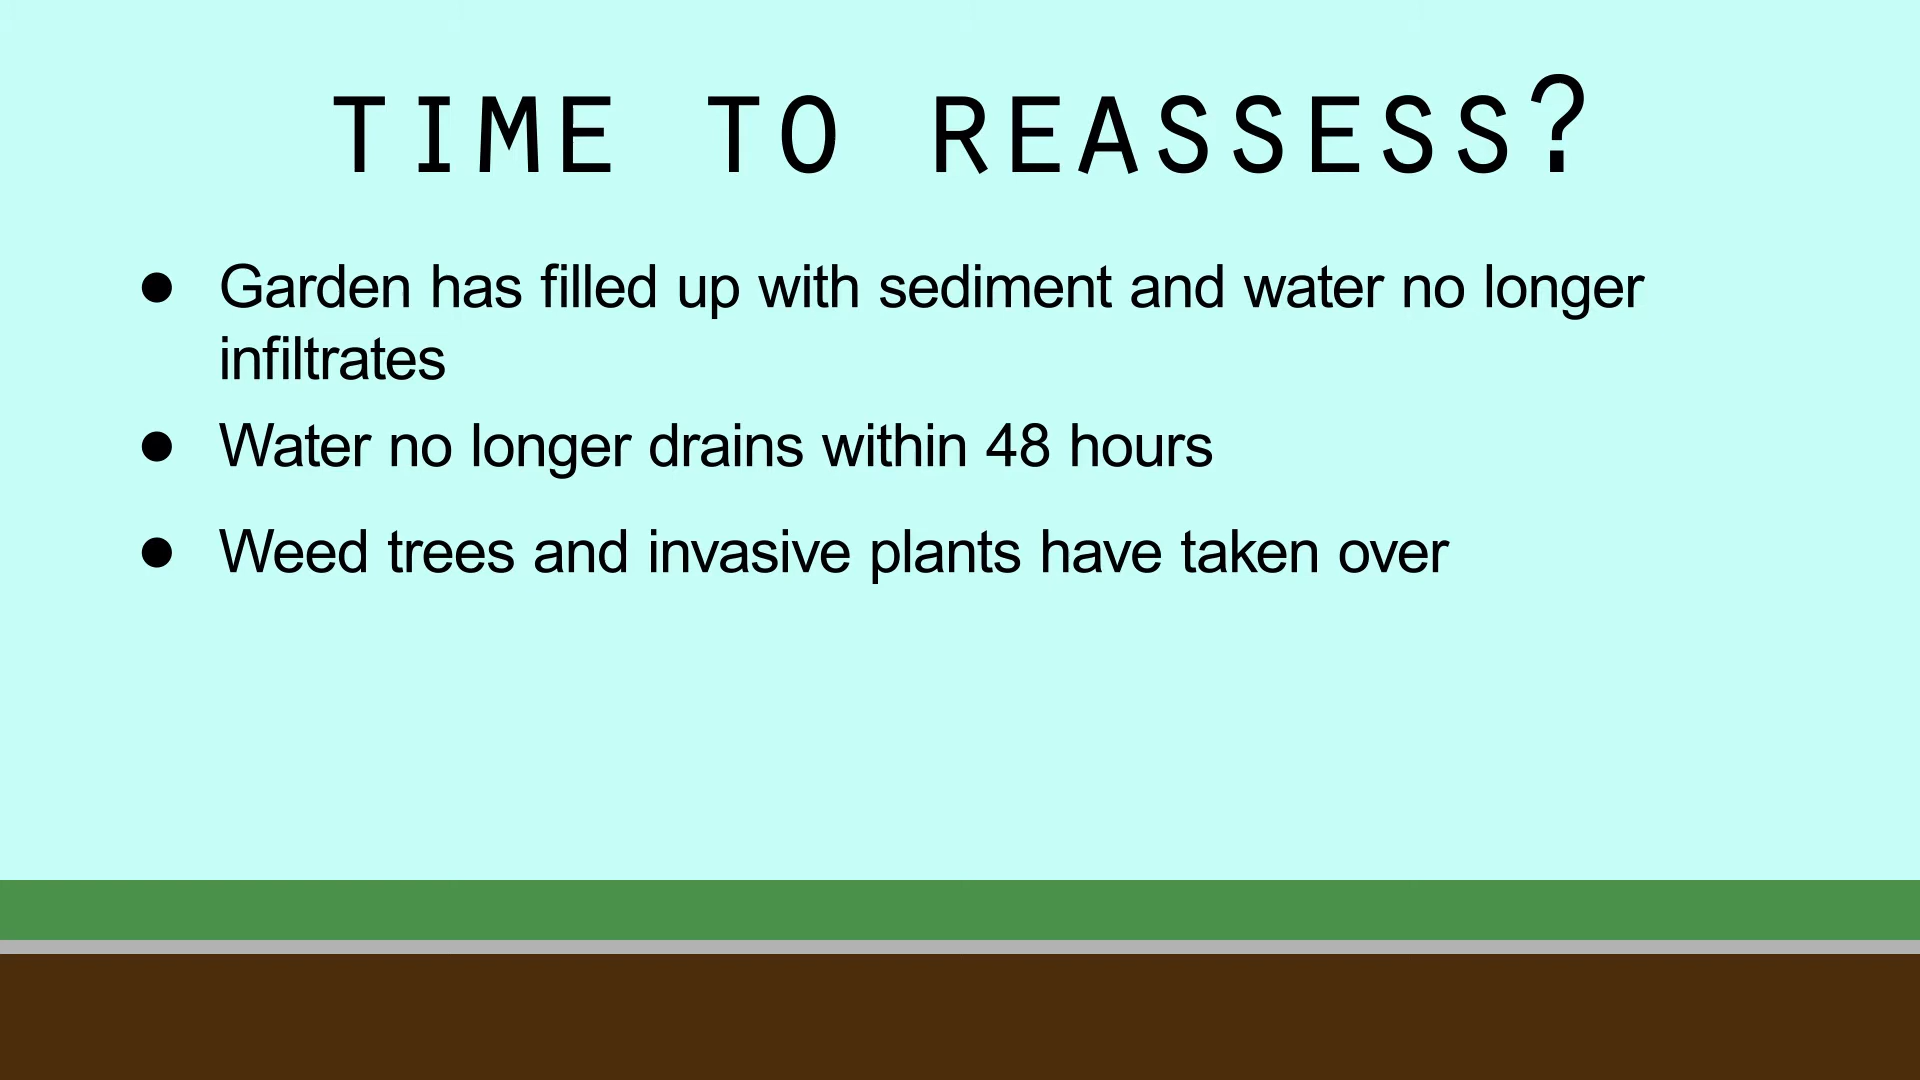 TIME TO REASSESS?
● Garden has filled up with sediment and water no longer
infiltrates
● Water no longer drains within 48 hours
● Weed trees and invasive plants have taken over